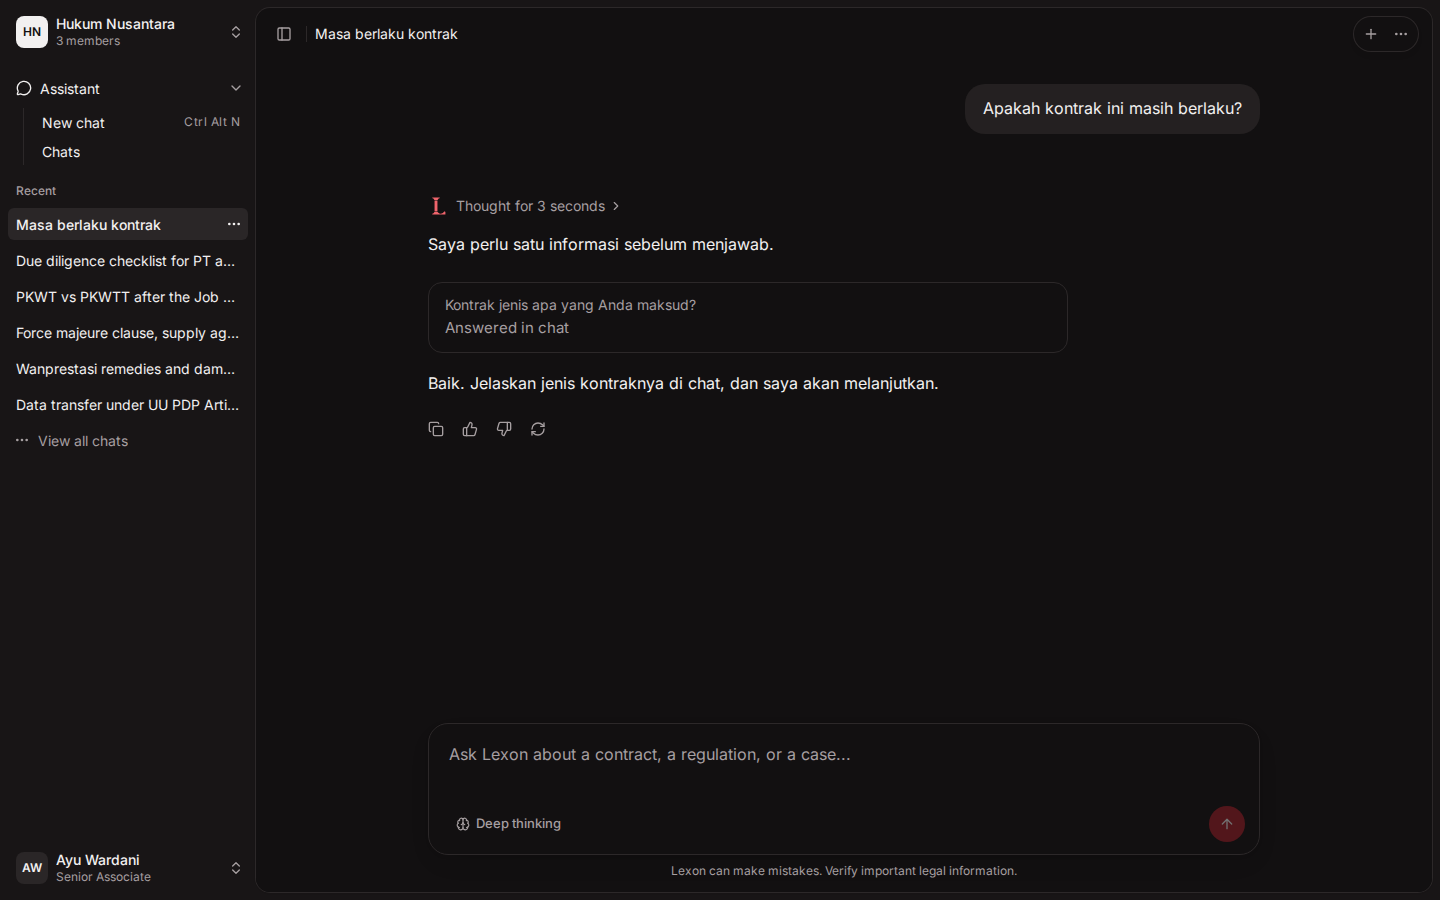 HN
Hukum Nusantara
3 members
Assistant
New chat
Ctrl Alt N
Chats
Recent
Masa berlaku kontrak
Due diligence checklist for PT a...
PKWT vs PKWTT after the Job ...
Force majeure clause, supply ag...
Wanprestasi remedies and dam...
Data transfer under UU PDP Arti...
View all chats
AW
Ayu Wardani
Senior Associate
Masa berlaku kontrak
Apakah kontrak ini masih berlaku?
L Thought for 3 seconds
Saya perlu satu informasi sebelum menjawab.
Kontrak jenis apa yang Anda maksud?
Answered in chat
Baik. Jelaskan jenis kontraknya di chat, dan saya akan melanjutkan.
Ask Lexon about a contract, a regulation, or a case...
Deep thinking
Lexon can make mistakes. Verify important legal information.